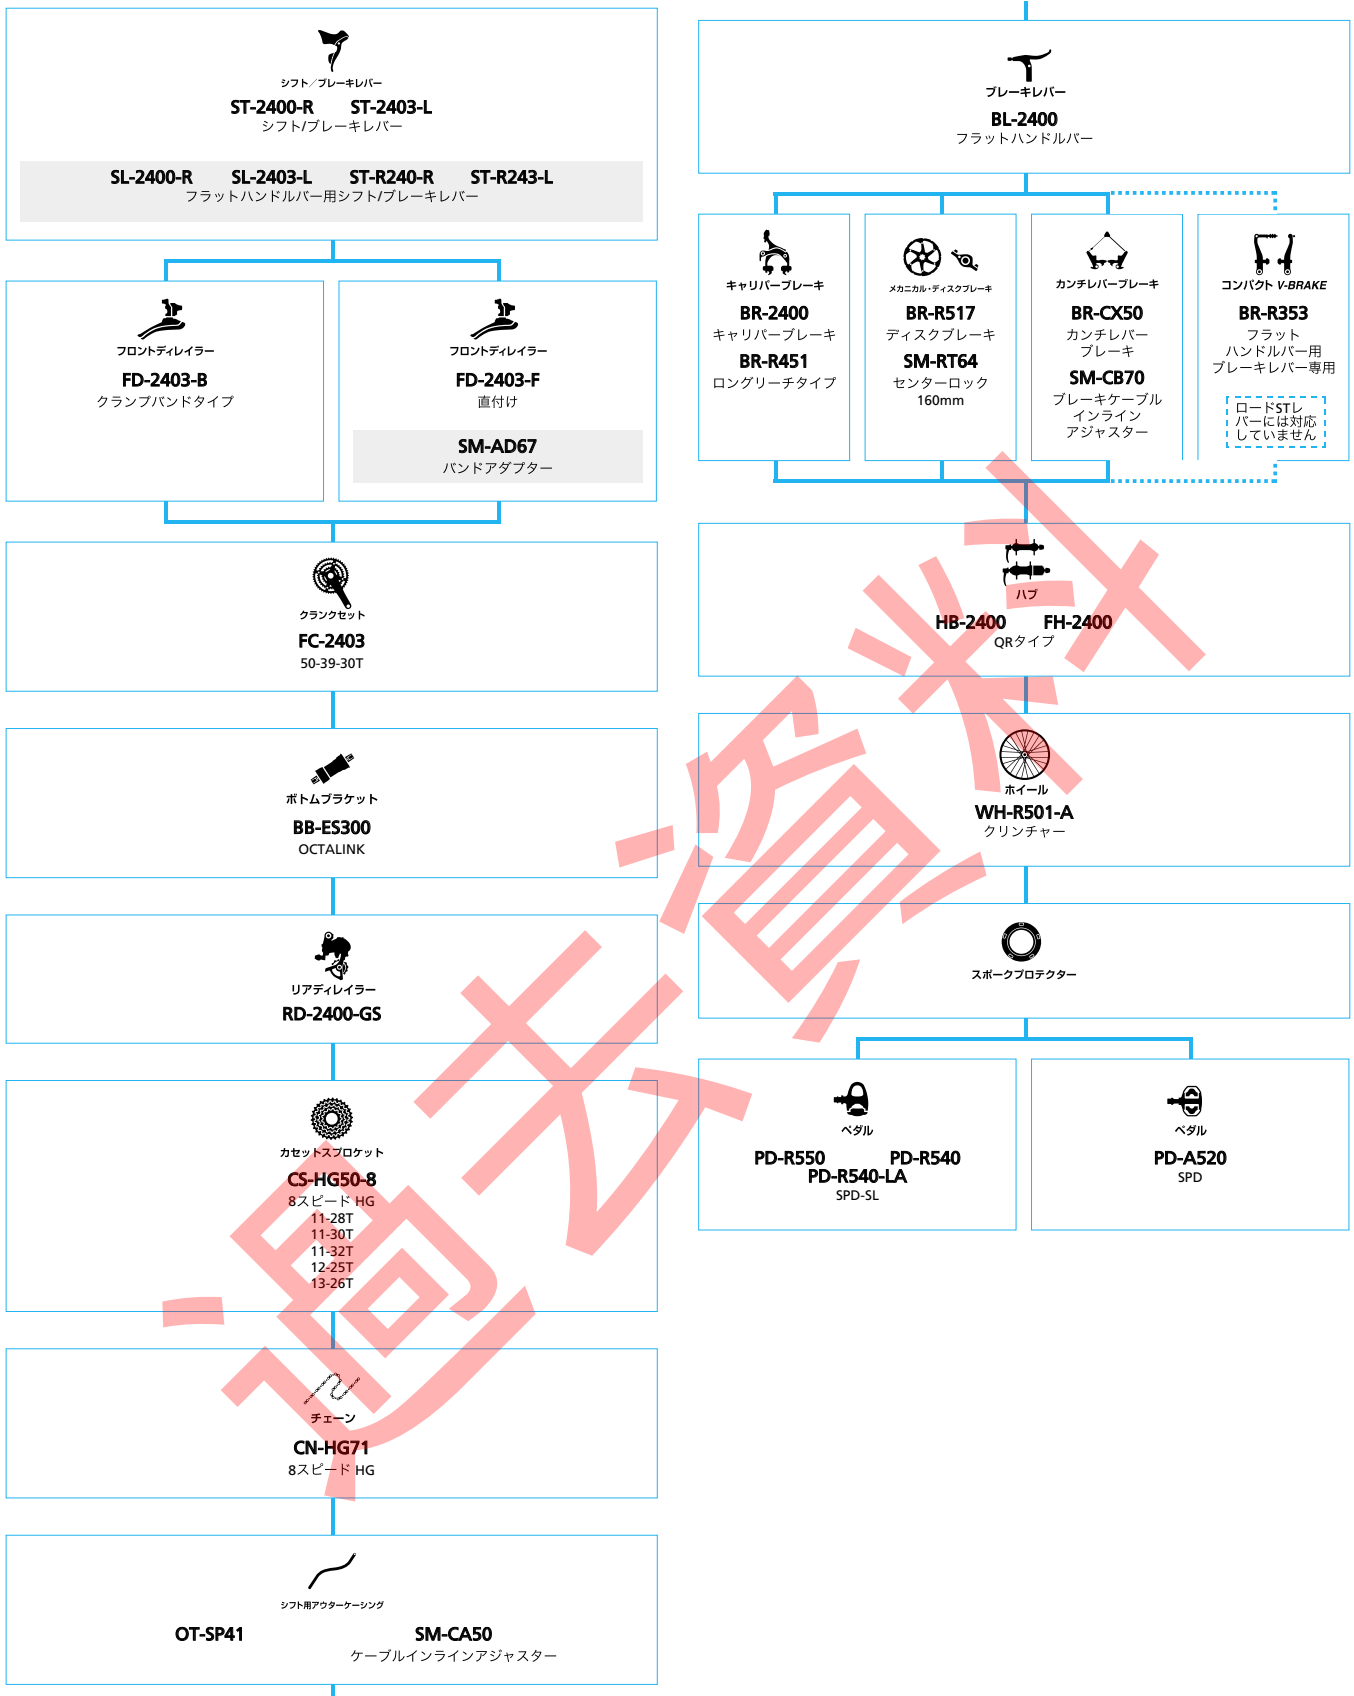 シフト／ブレーキレバー
ST-2400-R ST-2403-L
シフト/ブレーキレバー
SL-2400-R SL-2403-L ST-R240-R ST-R243-L
フラットハンドルバー用シフト/ブレーキレバー
フロントディレイラー
FD-2403-B
クランプバンドタイプ
フロントディレイラー
FD-2403-F
直付け
SM-AD67
バンドアダプター
クランクセット
FC-2403
50-39-30T
ボトムブラケット
BB-ES300
OCTALINK
リアディレイラー
RD-2400-GS
カセットスプロケット
CS-HG50-8
8スピード HG
11-28T
11-30T
11-32T
12-25T
13-26T
チェーン
CN-HG71
8スピード HG
シフト用アウターケーシング
OT-SP41
SM-CA50
ケーブルインラインアジャスター
ブレーキレバー
BL-2400
フラットハンドルバー
キャリパーブレーキ
BR-2400
キャリパーブレーキ
BR-R451
ロングリーチタイプ
メカニカル・ディスクブレーキ
BR-R517
ディスクブレーキ
SM-RT64
センターロック
160mm
カンチレバーブレーキ
BR-CX50
カンチレバー
ブレーキ
SM-CB70
ブレーキケーブル
インライン
アジャスター
コンパクト V-BRAKE
BR-R353
フラット
ハンドルバー用
ブレーキレバー専用
ロードSTレ
バーには対応
していません
ハブ
HB-2400 FH-2400
QRタイプ
ホイール
WH-R501-A
クリンチャー
スポークプロテクター
ペダル
PD-R550 PD-R540
PD-R540-LA
SPD-SL
ペダル
PD-A520
SPD
過去資料